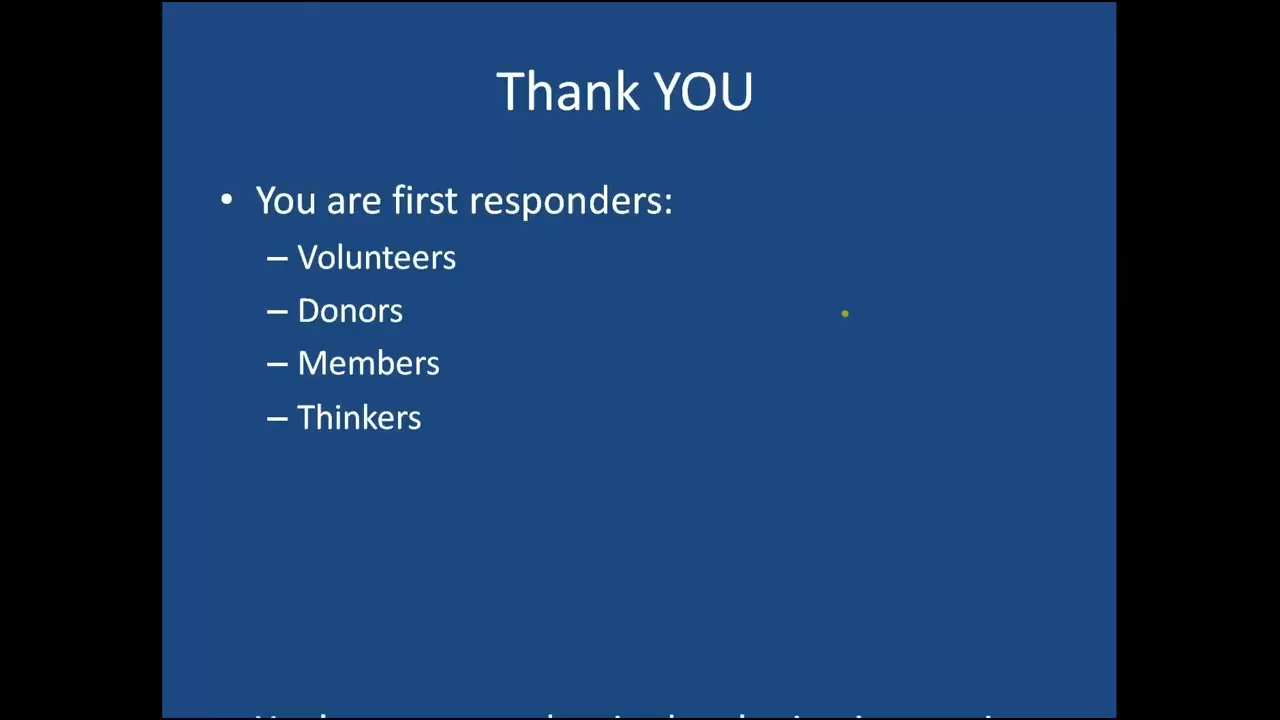 Thank YOU
• You are first responders:
– Volunteers
– Donors
– Members
– Thinkers